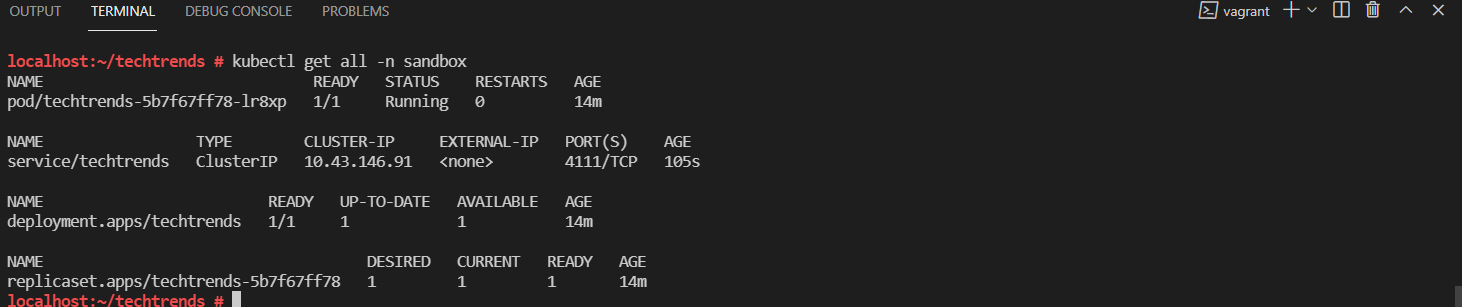 OUTPUT TERMINAL DEBUG CONSOLE PROBLEMS vagrant
localhost:~/techtrends # kubectl get all -n sandbox
NAME READY STATUS RESTARTS AGE
pod/techtrends-5b7f67ff78-lr8xp 1/1 Running 0 14m
NAME TYPE CLUSTER-IP EXTERNAL-IP PORT(S) AGE
service/techtrends ClusterIP 10.43.146.91 <none> 4111/TCP 105s
NAME READY UP-TO-DATE AVAILABLE AGE
deployment.apps/techtrends 1/1 1 1 14m
NAME DESIRED CURRENT READY AGE
replicaset.apps/techtrends-5b7f67ff78 1 1 1 14m
localhost:~/techtrends #